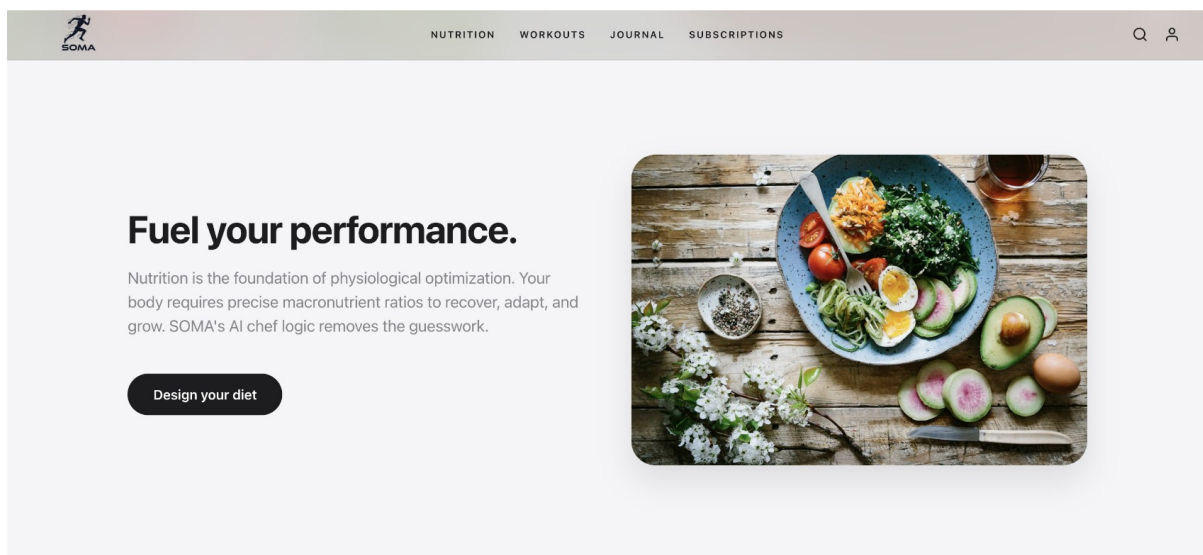 SOMA
NUTRITION WORKOUTS JOURNAL SUBSCRIPTIONS
Fuel your performance.
Nutrition is the foundation of physiological optimization. Your
body requires precise macronutrient ratios to recover, adapt, and
grow. SOMA's AI chef logic removes the guesswork.
Design your diet